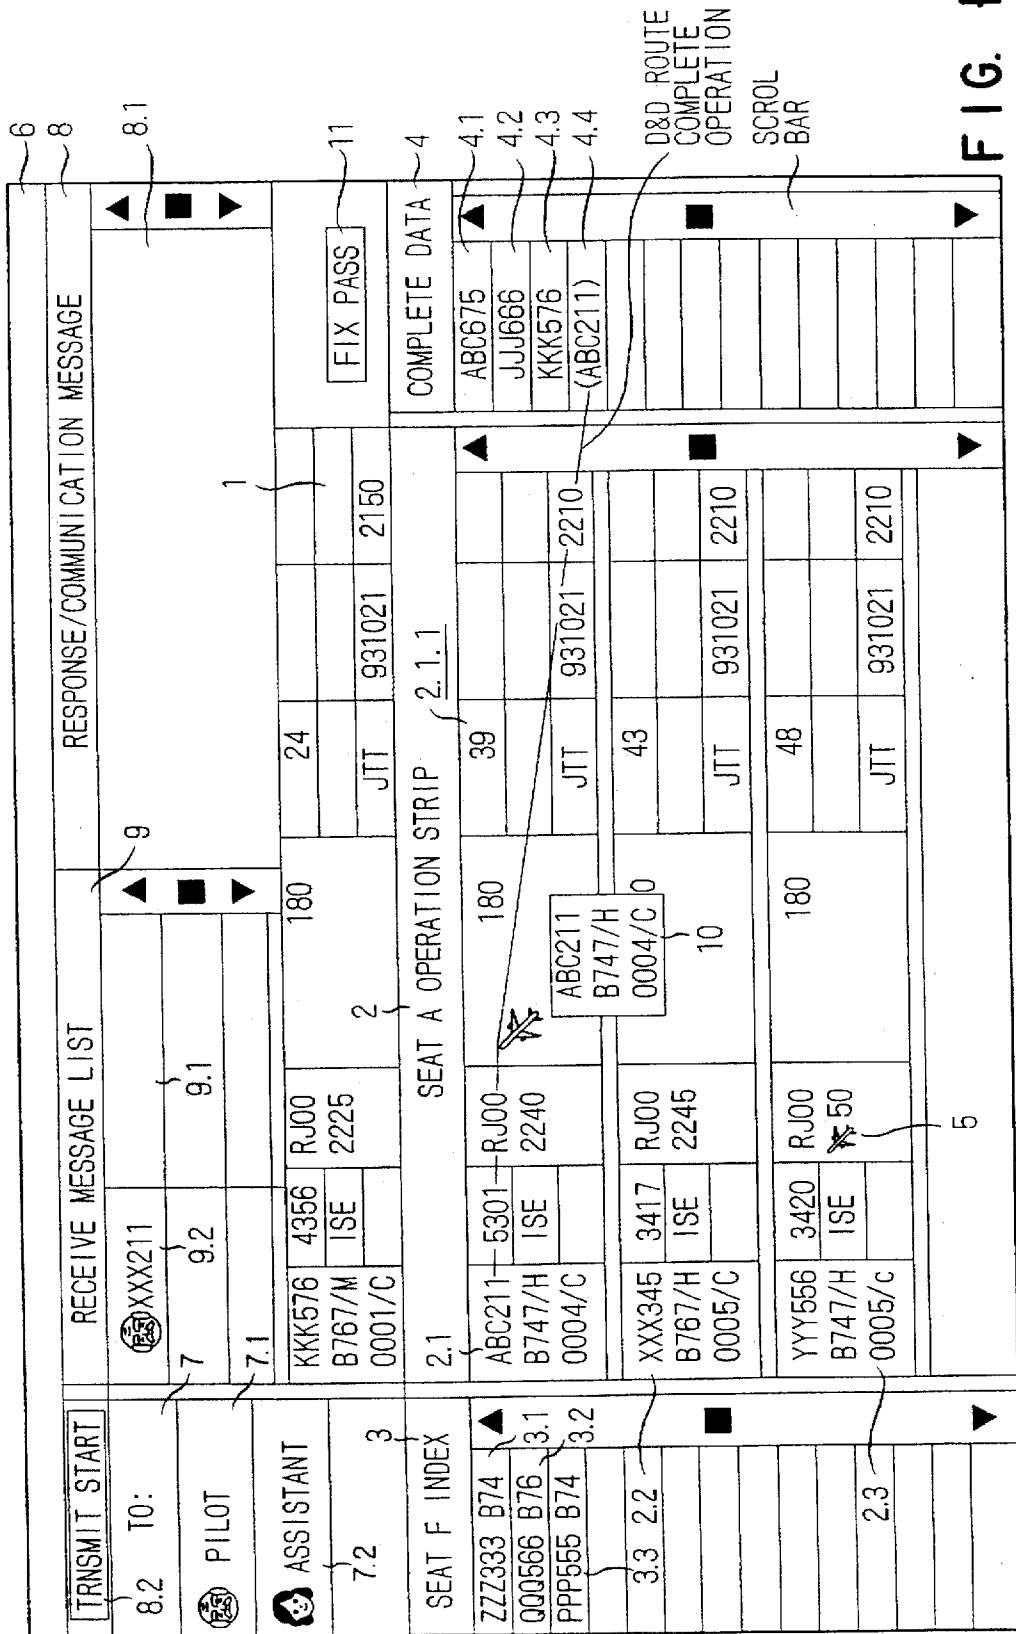 FIG.
6
8
8.1
TRNSMIT START
8.2
TO:
7
PILOT
7.1
ASSISTANT
7.2
RECEIVE MESSAGE LIST
9
XXX211
9.2
9.1
RESPONSE/COMMUNICATION MESSAGE
KKK576
B767/M
0001/C
4356
ISE
RJ00
2225
180
24
JTT
931021
2150
1
FIX PASS
11
SEAT F INDEX
3
ZZZ333 B74
3.1
QQQ566 B76
3.2
PPP555 B74
3.3
2.2
2.3
2
SEAT A OPERATION STRIP
2.1.1
2.1
ABC211
B747/H
0004/C
5301
ISE
RJ00
2240
180
39
JTT
931021
2210
ABC211
B747/H
0004/C
10
XXX345
B767/H
0005/C
3417
ISE
RJ00
2245
0
43
JTT
931021
2210
YYY556
B747/H
0005/c
3420
ISE
RJ00
50
5
180
48
JTT
931021
2210
COMPLETE DATA
4
ABC675
4.1
JJJ666
4.2
KKK576
4.3
(ABC211)
4.4
D&D ROUTE
COMPLETE
OPERATION
SCROL
BAR